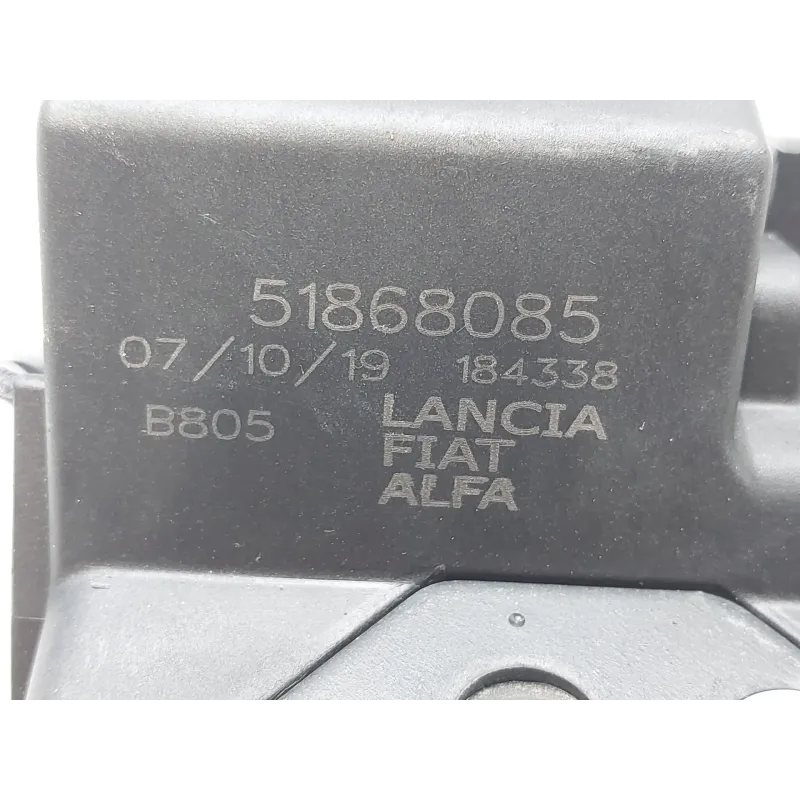 51868085
07/10/19 184338
B805 LANCIA
FIAT
ALFA